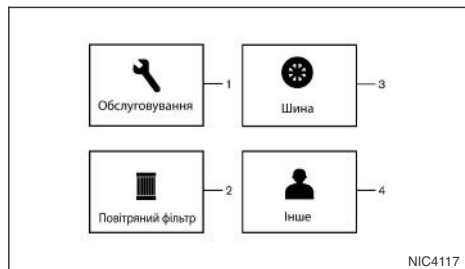 Обслуговування
1
Шина
3
Повітряний фільтр
2
Інше
4
NIC4117